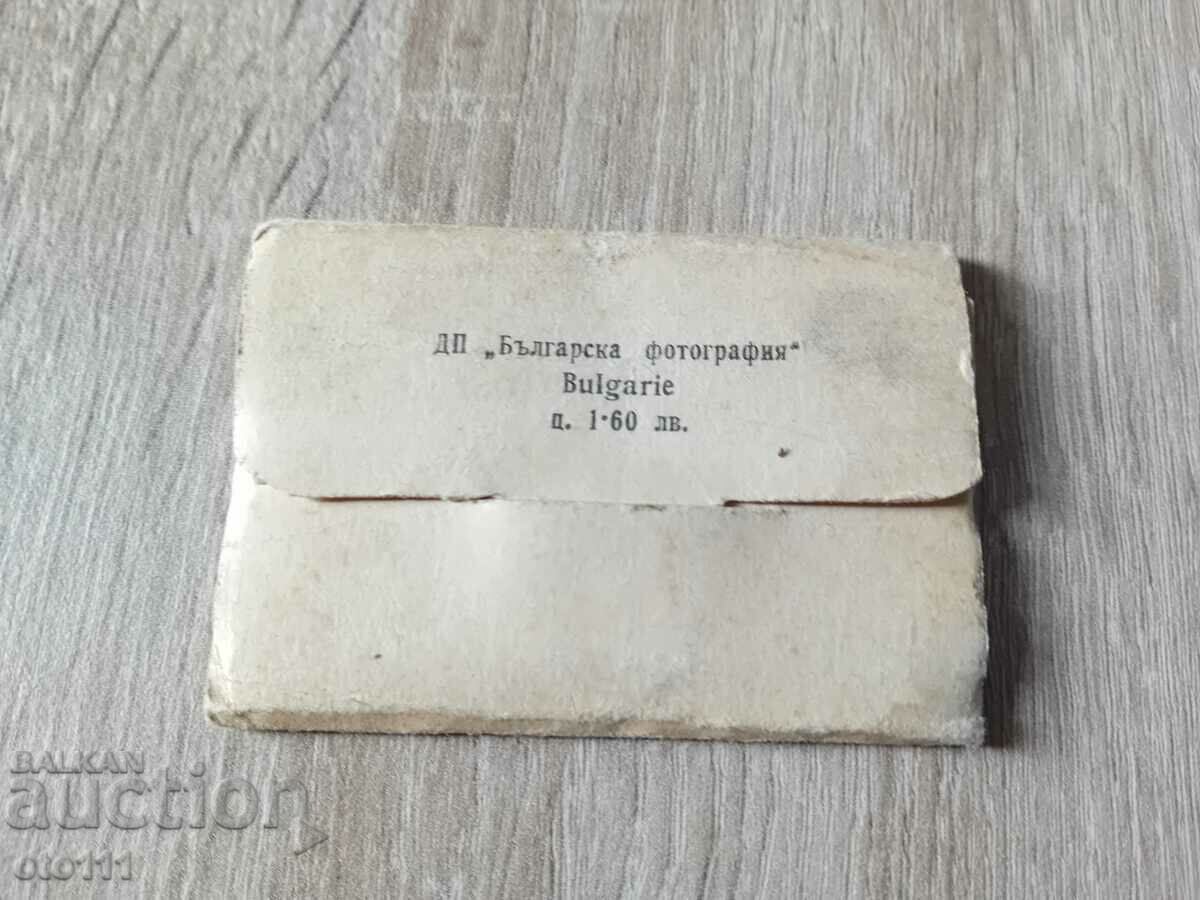 ДП „Българска фотография“
Bulgarie
ц. 1·60 лв.
BALKAN
auction
oto111